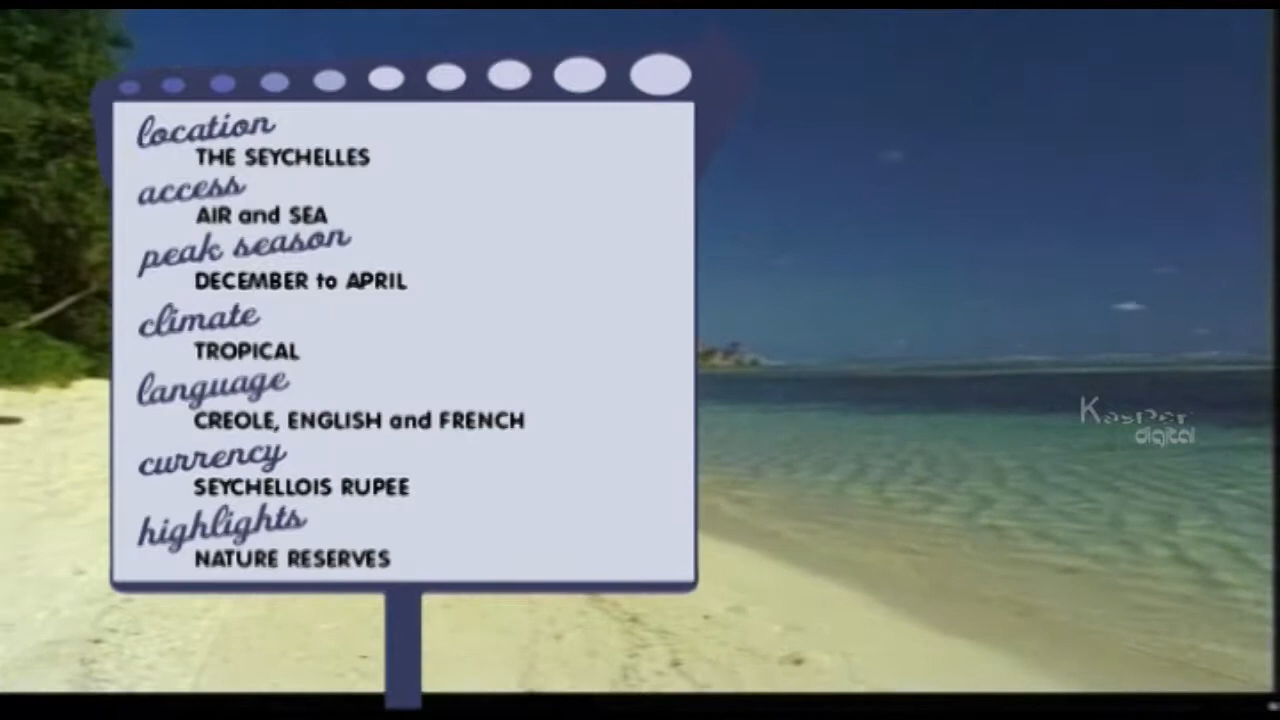 location
THE SEYCHELLES
access
AIR and SEA
peak season
DECEMBER to APRIL
climate
TROPICAL
language
CREOLE, ENGLISH and FRENCH
currency
SEYCHELLOIS RUPEE
highlights
NATURE RESERVES
Kasper
digital